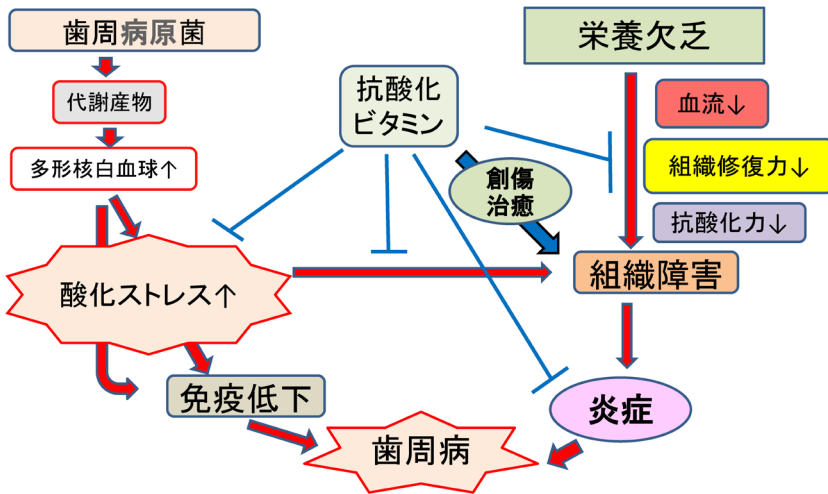 歯周病原菌
代謝産物
多形核白血球↑
酸化ストレス↑
免疫低下
歯周病
抗酸化
ビタミン
創傷
治癒
栄養欠乏
血流↓
組織修復力↓
抗酸化力↓
組織障害
炎症